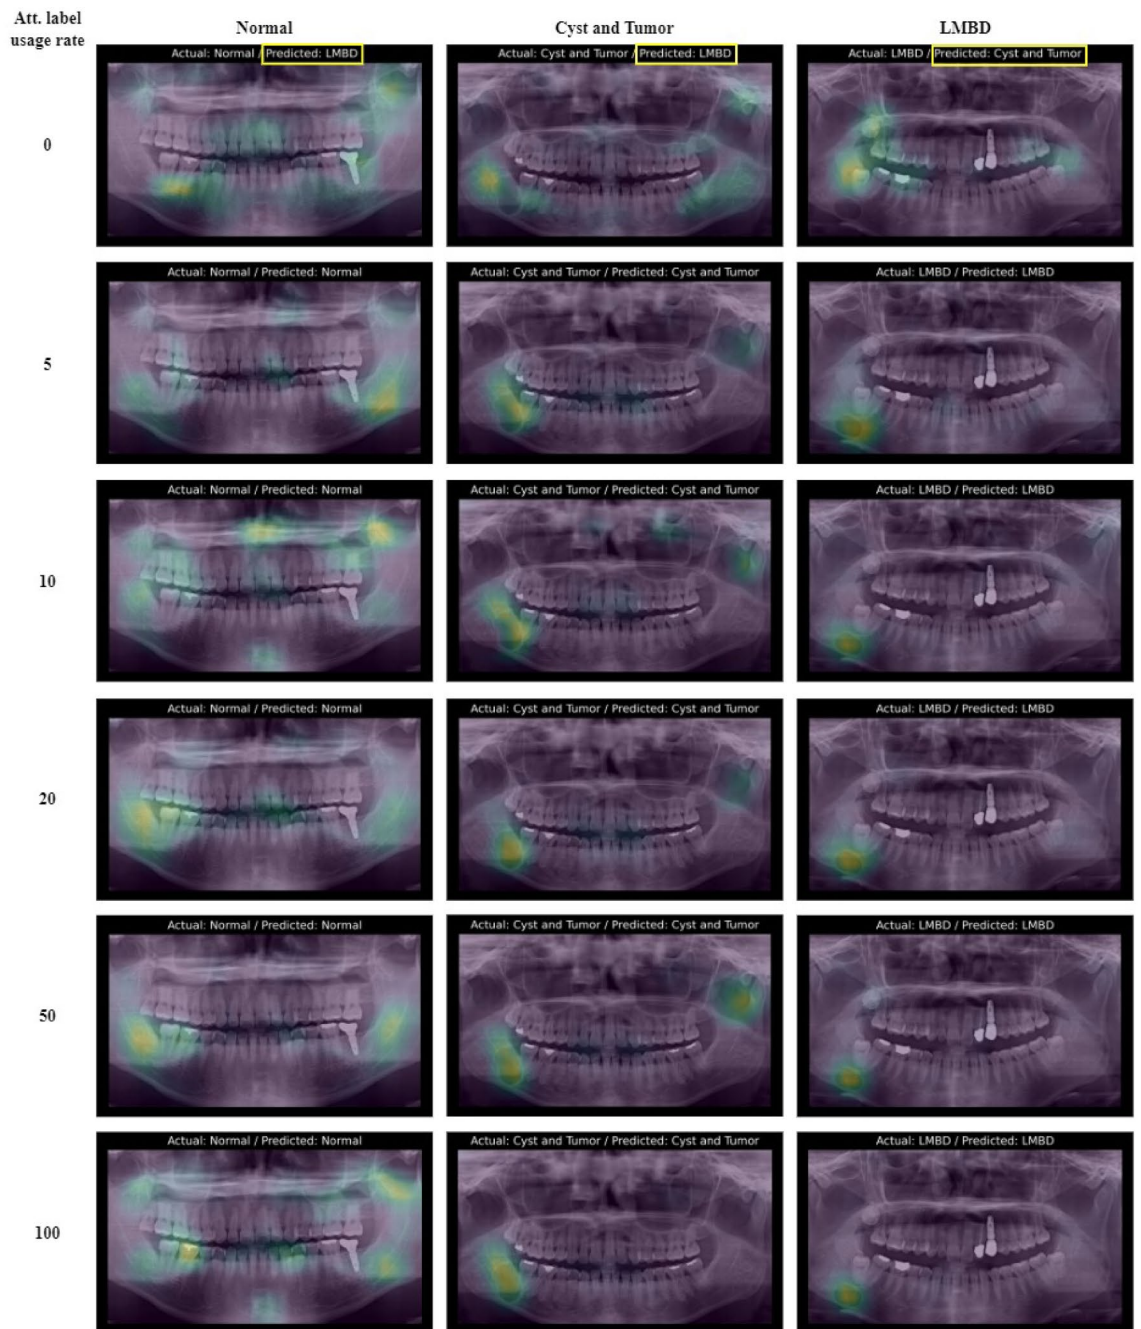 Att. label
usage rate
Normal
Cyst and Tumor
LMBD
Actual: Normal / Predicted: LMBD
Actual: Cyst and Tumor / Predicted: LMBD
Actual: LMBD / Predicted: Cyst and Tumor
0
Actual: Normal / Predicted: Normal
Actual: Cyst and Tumor / Predicted: Cyst and Tumor
Actual: LMBD / Predicted: LMBD
5
Actual: Normal / Predicted: Normal
Actual: Cyst and Tumor / Predicted: Cyst and Tumor
Actual: LMBD / Predicted: LMBD
10
Actual: Normal / Predicted: Normal
Actual: Cyst and Tumor / Predicted: Cyst and Tumor
Actual: LMBD / Predicted: LMBD
20
Actual: Normal / Predicted: Normal
Actual: Cyst and Tumor / Predicted: Cyst and Tumor
Actual: LMBD / Predicted: LMBD
50
Actual: Normal / Predicted: Normal
Actual: Cyst and Tumor / Predicted: Cyst and Tumor
Actual: LMBD / Predicted: LMBD
100